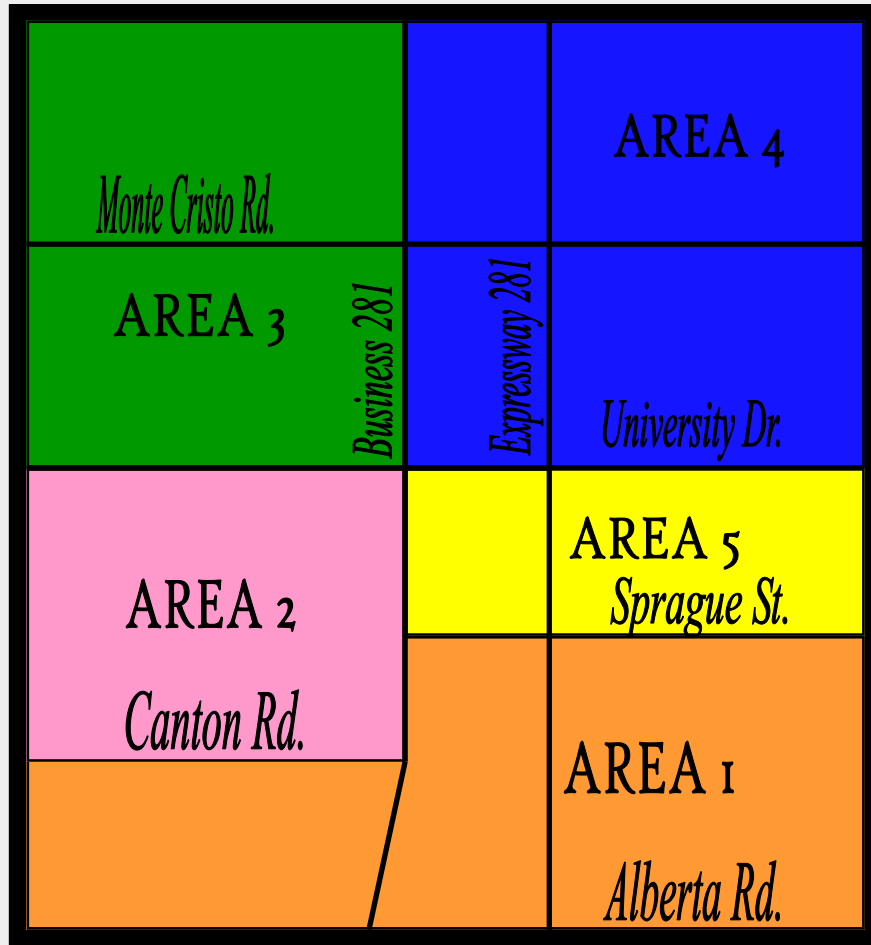 AREA 4
Monte Cristo Rd.
AREA 3
Business 281
Expressway 281
University Dr.
AREA 5
Sprague St.
AREA 2
Canton Rd.
AREA 1
Alberta Rd.